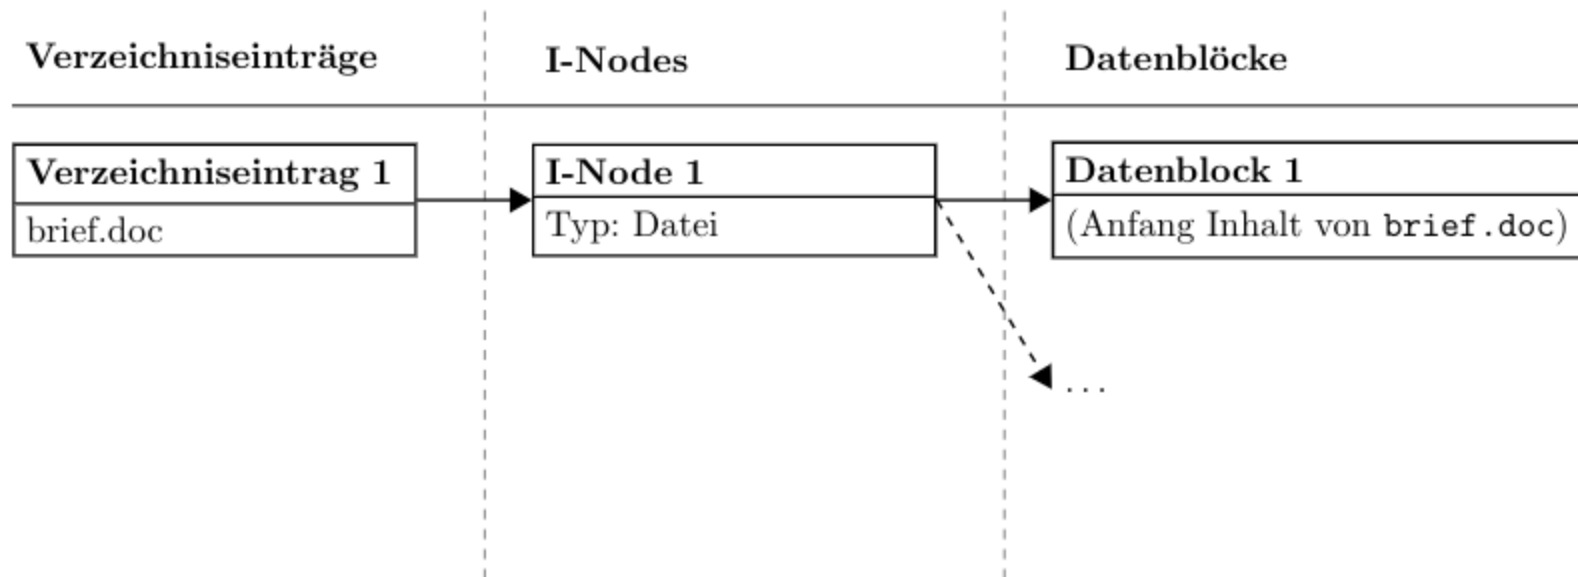 Verzeichniseinträge
I-Nodes
Datenblöcke
Verzeichniseintrag 1
brief.doc
I-Node 1
Typ: Datei
Datenblock 1
(Anfang Inhalt von brief.doc)
...